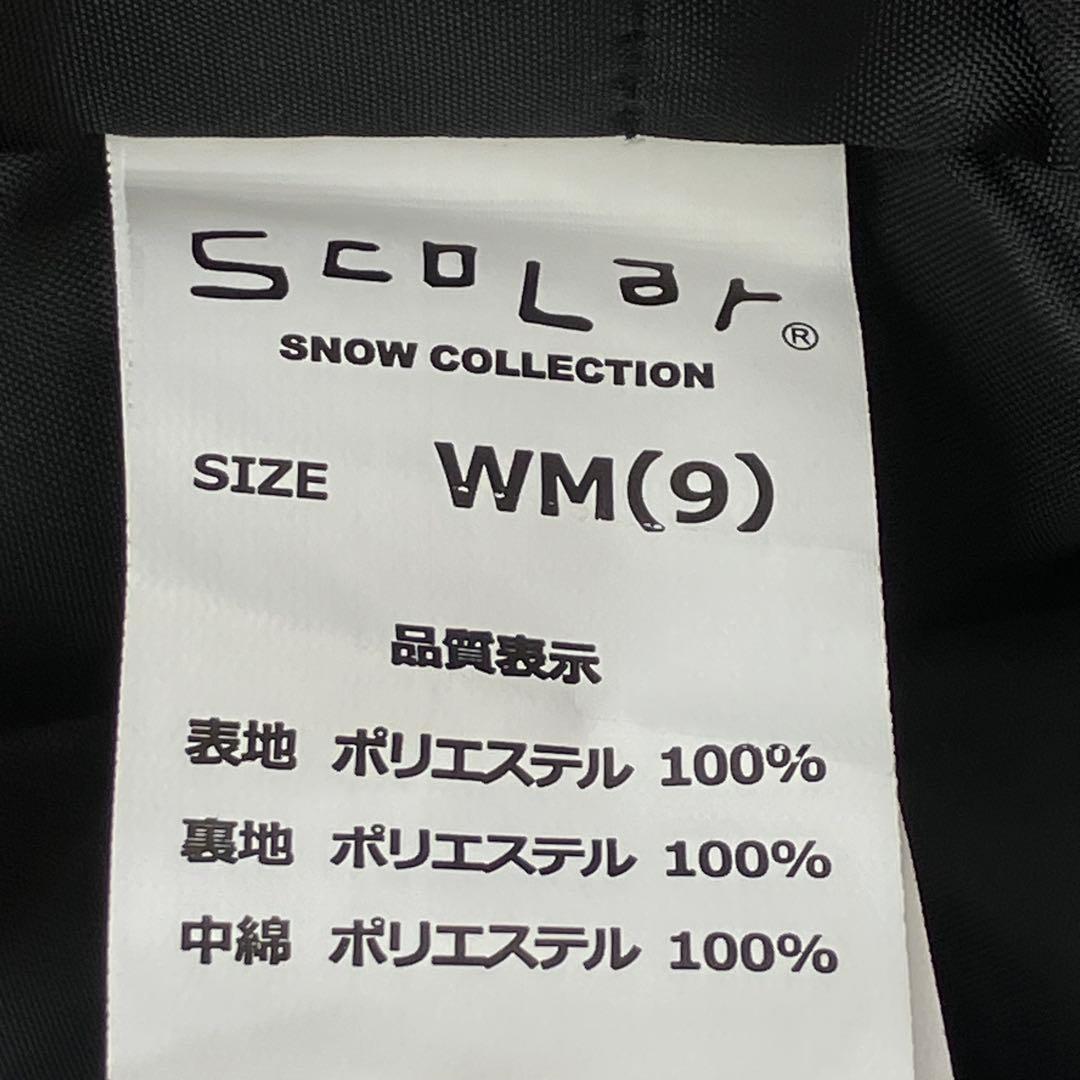 ScoLar®
SNOW COLLECTION
SIZE WM(9)
品質表示
表地 ポリエステル 100%
裏地 ポリエステル 100%
中綿 ポリエステル 100%